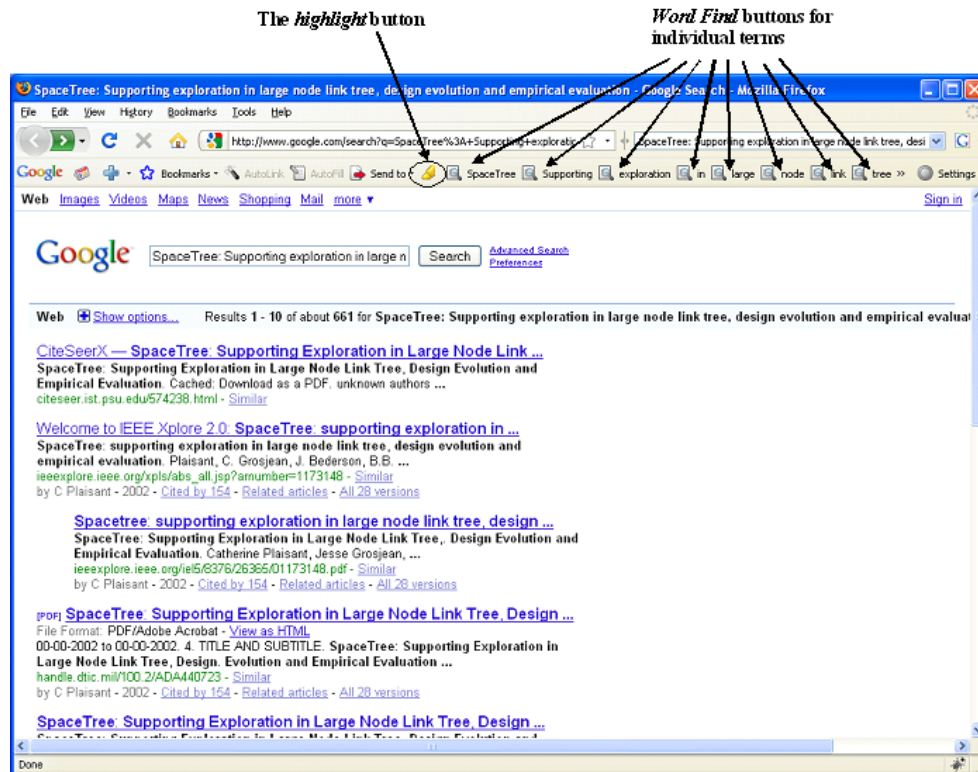 The highlight button
Word Find buttons for
individual terms
SpaceTree: Supporting exploration in large node link tree, design evolution and empirical evaluation - Google Search - Mozilla Firefox
File Edit View History Bookmarks Tools Help
http://www.google.com/search?q=SpaceTree%3A+Supporting+exploratic SpaceTree: Supporting exploration in large node link tree, desi
Google Bookmarks AutoLink AutoFill Send to SpaceTree Supporting exploration in large node link tree » Settings
Web Images Videos Maps News Shopping Mail more ▼ Sign in
Google SpaceTree: Supporting exploration in large n Search Advanced Search
Preferences
Web Show options... Results 1 - 10 of about 661 for SpaceTree: Supporting exploration in large node link tree, design evolution and empirical evaluat
CiteSeerX — SpaceTree: Supporting Exploration in Large Node Link ...
SpaceTree: Supporting Exploration in Large Node Link Tree, Design Evolution and
Empirical Evaluation. Cached: Download as a PDF. unknown authors ...
citeseer.ist.psu.edu/574238.html - Similar
Welcome to IEEE Xplore 2.0: SpaceTree: supporting exploration in ...
SpaceTree: supporting exploration in large node link tree, design evolution and
empirical evaluation. Plaisant, C. Grosjean, J. Bederson, B.B. ...
ieeexplore.ieee.org/xpls/abs_all.jsp?arnumber=1173148 - Similar
by C Plaisant - 2002 - Cited by 154 - Related articles - All 28 versions
Spacetree: supporting exploration in large node link tree, design ...
SpaceTree: Supporting Exploration in Large Node Link Tree,. Design Evolution and
Empirical Evaluation. Catherine Plaisant, Jesse Grosjean, ...
ieeexplore.ieee.org/iel5/8376/26365/01173148.pdf - Similar
by C Plaisant - 2002 - Cited by 154 - Related articles - All 28 versions
[PDF] SpaceTree: Supporting Exploration in Large Node Link Tree, Design ...
File Format: PDF/Adobe Acrobat - View as HTML
00-00-2002 to 00-00-2002. 4. TITLE AND SUBTITLE. SpaceTree: Supporting Exploration in
Large Node Link Tree, Design. Evolution and Empirical Evaluation ...
handle.dtic.mil/100.2/ADA440723 - Similar
by C Plaisant - 2002 - Cited by 154 - Related articles - All 28 versions
SpaceTree: Supporting Exploration in Large Node Link Tree, Design ...
Done